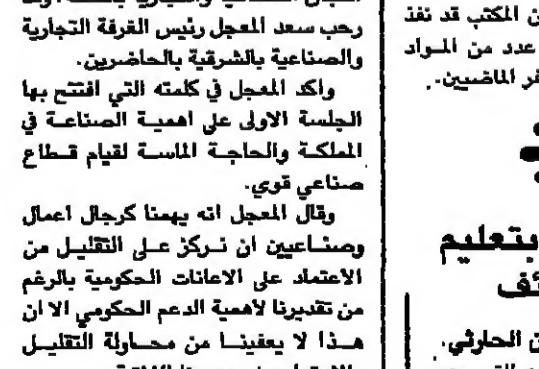 رحب سعد المعجل رئيس الغرفة التجارية
والصناعية بالشرقية بالحاضرين.
واكد المعجل في كلمته التي افتتح بها
الجلسة الاولى على اهمية الصناعة في
المملكة والحاجة الماسة لقيام قطاع
صناعي قوي.
وقال المعجل انه يهمنا كرجال اعمال
وصناعيين ان نركز على التقليل من
الاعتماد على الاعانات الحكومية بالرغم
من تقديرنا لأهمية الدعم الحكومي الا ان
هذا لا يعفينا من محاولة التقليل
ن المكتب قد نفذ
عدد من المواد
الماضيين.
بتعليم
ئف
ن الحارثي.